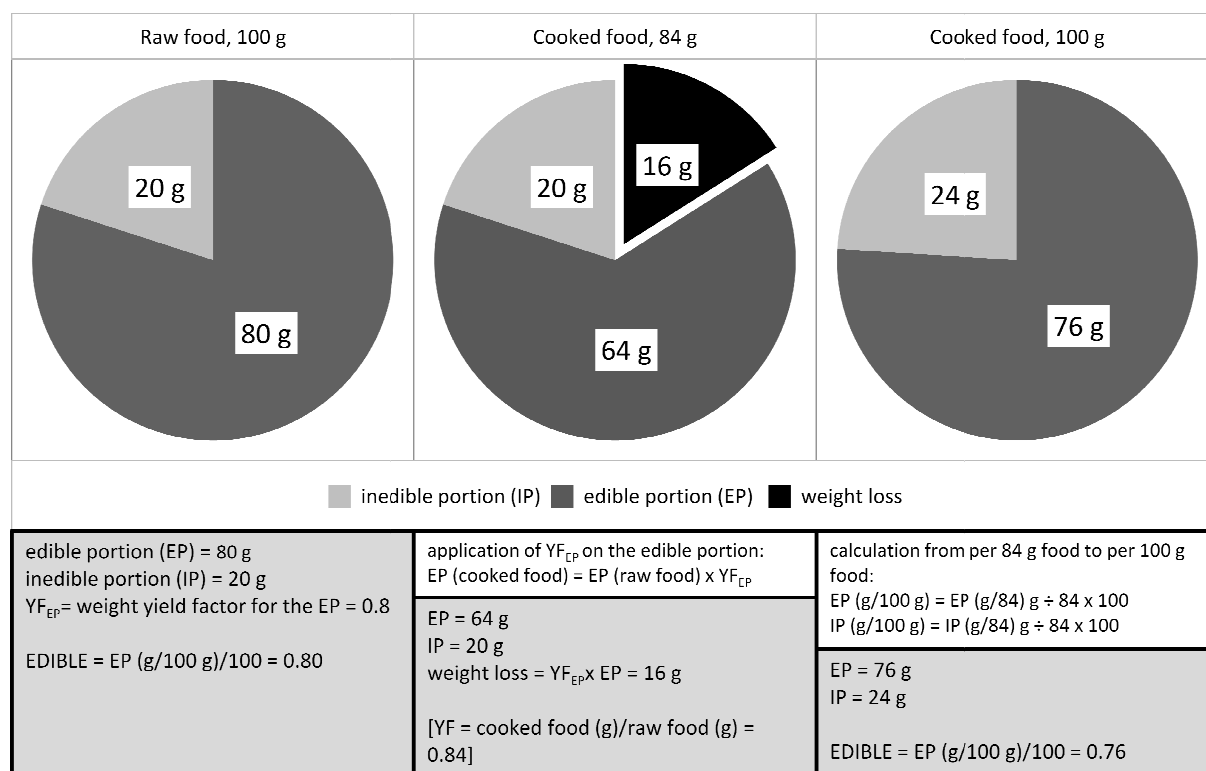 Raw food, 100 g
Cooked food, 84 g
Cooked food, 100 g
20 g
80 g
20 g
16 g
64 g
24 g
76 g
inedible portion (IP)
edible portion (EP)
weight loss
edible portion (EP) = 80 g
inedible portion (IP) = 20 g
YFEP= weight yield factor for the EP = 0.8
EDIBLE = EP (g/100 g)/100 = 0.80
application of YFEP on the edible portion:
EP (cooked food) = EP (raw food) x YFEP
EP = 64 g
IP = 20 g
weight loss = YFEPx EP = 16 g
[YF = cooked food (g)/raw food (g) =
0.84]
calculation from per 84 g food to per 100 g
food:
EP (g/100 g) = EP (g/84) g ÷ 84 x 100
IP (g/100 g) = IP (g/84) g ÷ 84 x 100
EP = 76 g
IP = 24 g
EDIBLE = EP (g/100 g)/100 = 0.76